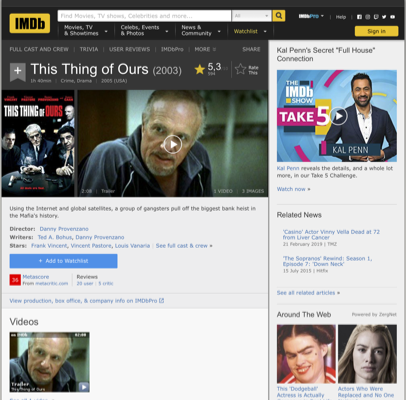 IMDb
Find Movies, TV shows, Celebrities and more...
All
IMDbPro
Help
Movies, TV
& Showtimes
Celebs, Events
& Photos
News &
Community
Watchlist
Sign in
FULL CAST AND CREW | TRIVIA | USER REVIEWS | IMDbPro | MORE
SHARE
This Thing of Ours (2003)
5,3
Rate
This
1h 40min | Crime, Drama | 2005 (USA)
THIS THING OF OURS
2:08 Trailer
1 VIDEO
3 IMAGES
Using the Internet and global satellites, a group of gangsters pull off the biggest bank heist in
the Mafia's history.
Director: Danny Provenzano
Writers: Ted A. Bohus, Danny Provenzano
Stars: Frank Vincent, Vincent Pastore, Louis Vanaria | See full cast & crew »
+ Add to Watchlist
36
Metascore
From metacritic.com
Reviews
20 user | 5 critic
View production, box office, & company info on IMDbPro
Videos
Trailer
This Thing of Ours
Kal Penn's Secret "Full House"
Connection
THE
IMDb
SHOW
TAKE 5
KAL PENN
Kal Penn reveals the details, and a whole lot
more, in our Take 5 Challenge.
Watch now »
Related News
'Casino' Actor Vinny Vella Dead at 72
from Liver Cancer
21 February 2019 | TMZ
'The Sopranos' Rewind: Season 1,
Episode 7: 'Down Neck'
15 July 2015 | Hitfix
See all related articles »
Around The Web
Powered by ZergNet
This 'Dodgeball'
Actress is Actually
Actors Who Were
Replaced and No One